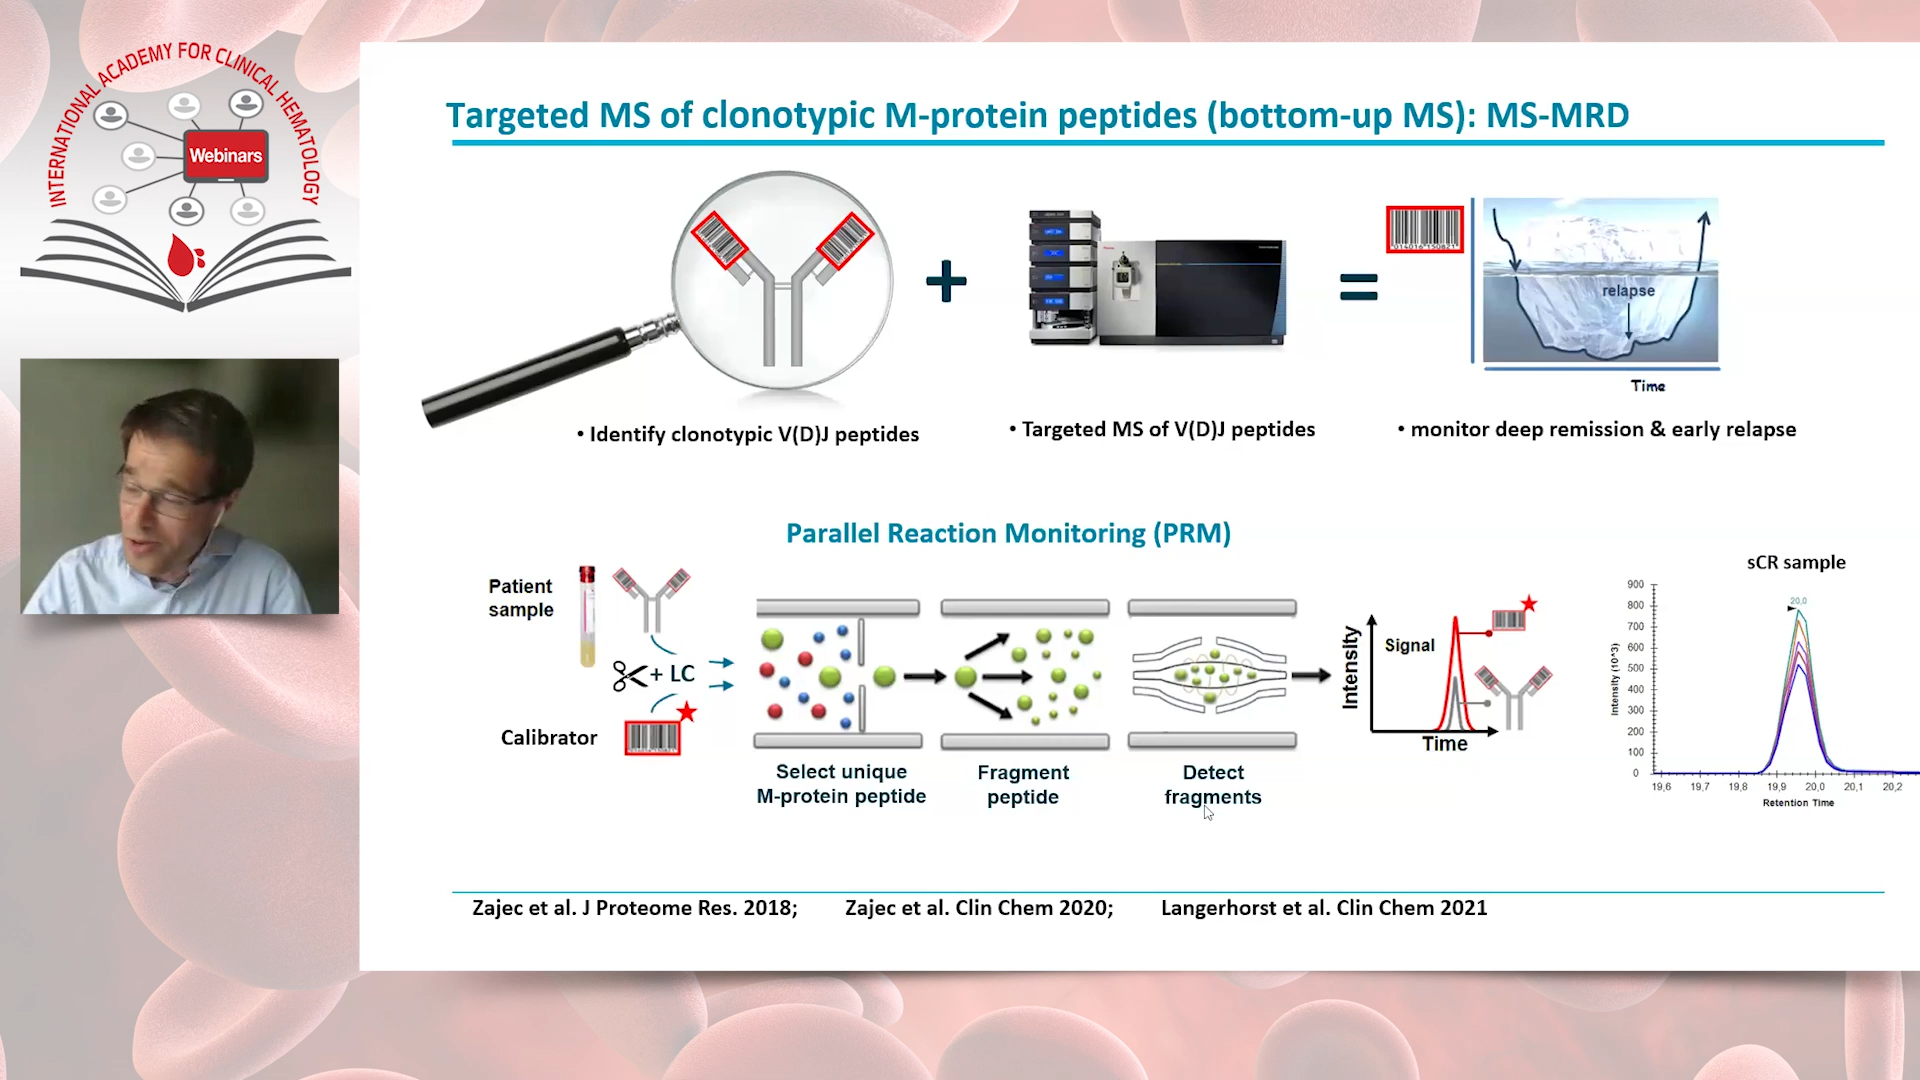 INTERNATIONAL ACADEMY FOR CLINICAL HEMATOLOGY
Webinars
Targeted MS of clonotypic M-protein peptides (bottom-up MS): MS-MRD
relapse
Time
• Identify clonotypic V(D)J peptides
• Targeted MS of V(D)J peptides
• monitor deep remission & early relapse
Parallel Reaction Monitoring (PRM)
Patient
sample
+ LC
Calibrator
Select unique
M-protein peptide
Fragment
peptide
Detect
fragments
Intensity
Signal
Time
sCR sample
Intensity (10^3)
900
800
700
600
500
400
300
200
100
0
20,0
19,6 19,7 19,8 19,9 20,0 20,1 20,2
Retention Time
Zajec et al. J Proteome Res. 2018; Zajec et al. Clin Chem 2020; Langerhorst et al. Clin Chem 2021